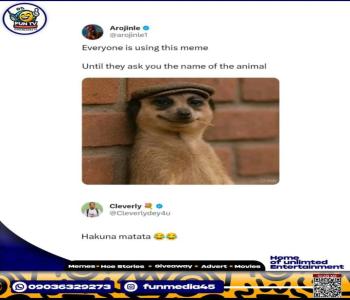 FUN TV
Arojinle
@arojinle1
Everyone is using this meme
Until they ask you the name of the animal
Cleverly
@Cleverlydey4u
Hakuna matata 😂😂
Home
of unlimted
Entertainment
Memes - Hoe Stories - Giveaway - Advert - Movies
09036329273
funmedia45